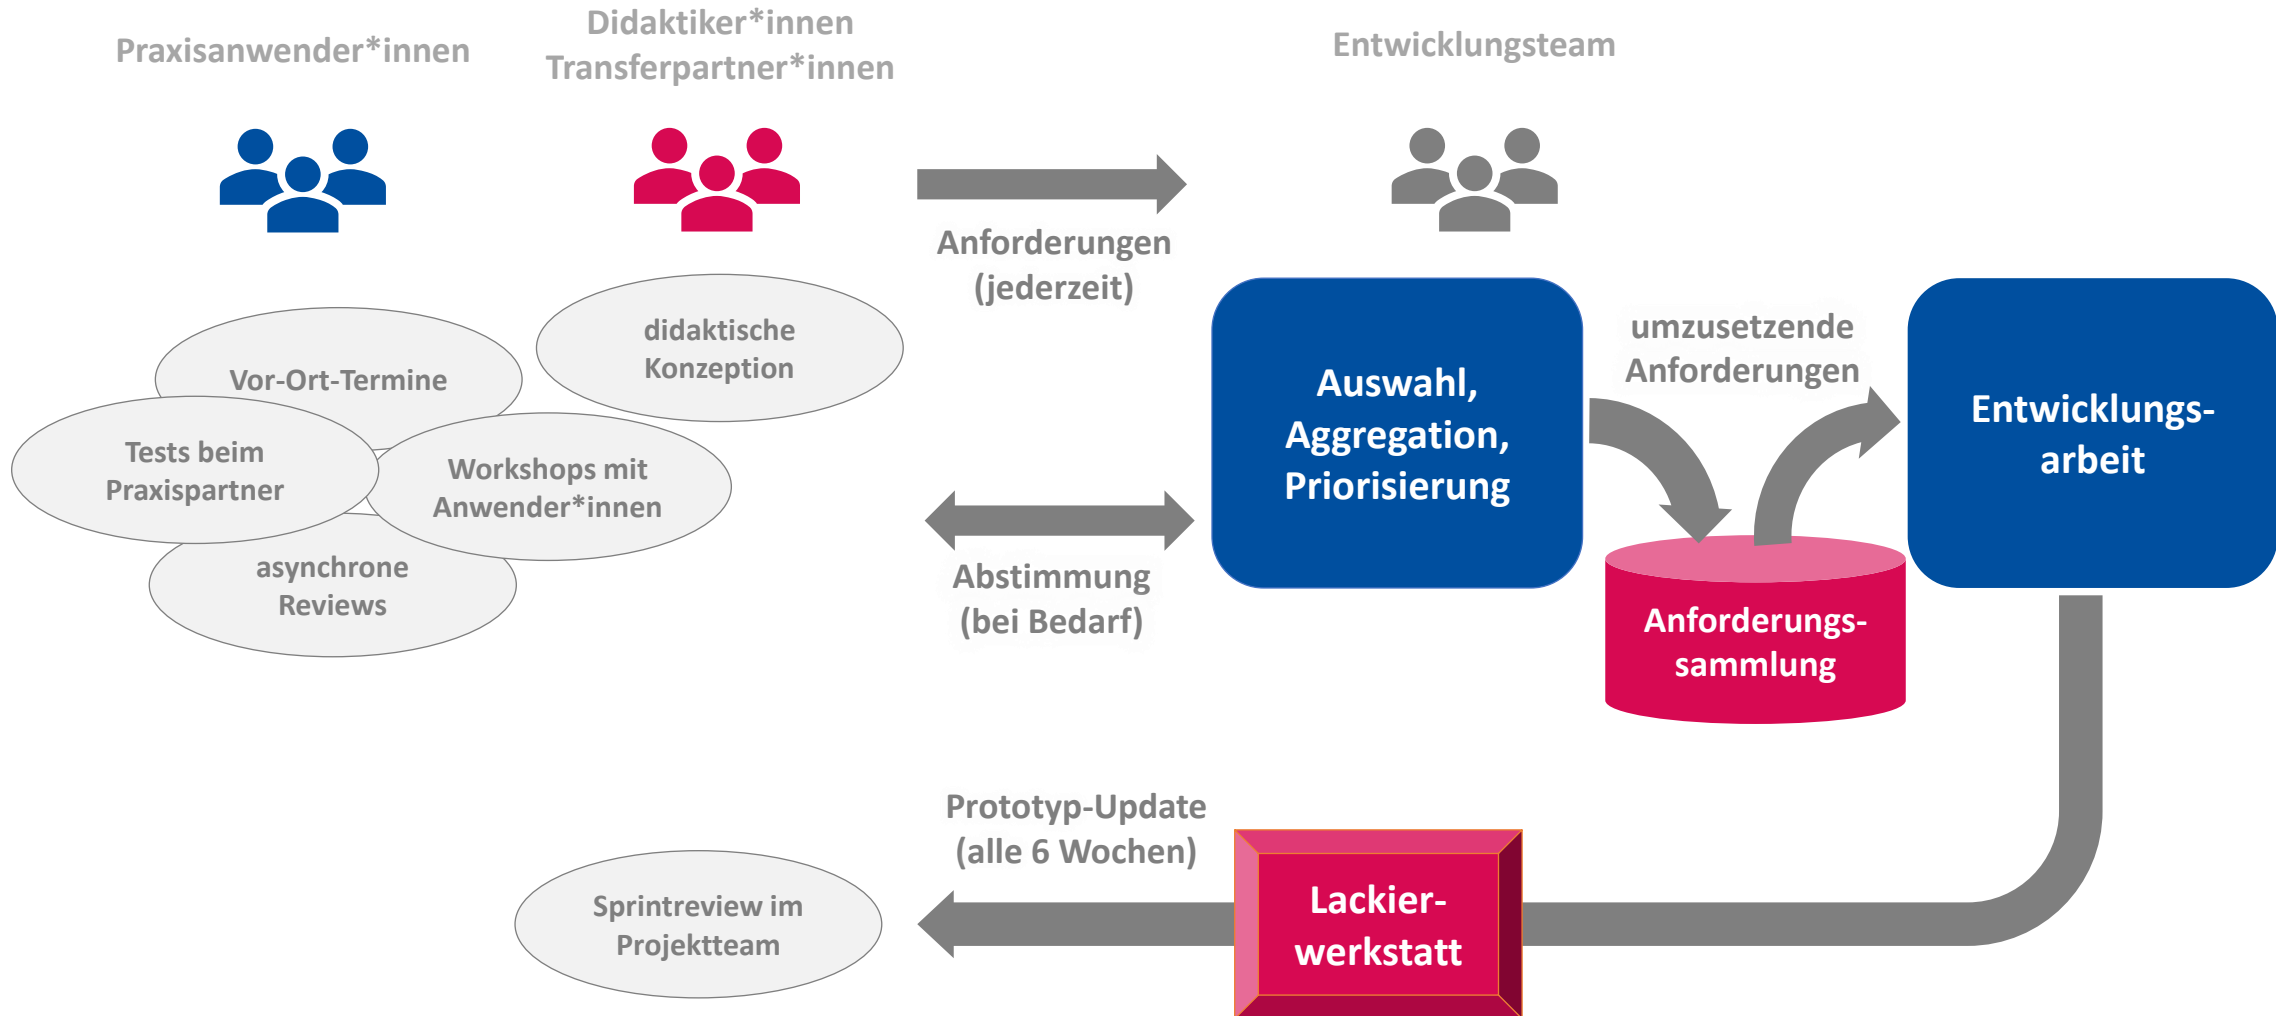 Praxisanwender*innen
Didaktiker*innen
Transferpartner*innen
Entwicklungsteam
Anforderungen
(jederzeit)
didaktische
Konzeption
Vor-Ort-Termine
Tests beim
Praxispartner
Workshops mit
Anwender*innen
asynchrone
Reviews
Abstimmung
(bei Bedarf)
Auswahl,
Aggregation,
Priorisierung
umzusetzende
Anforderungen
Anforderungs-
sammlung
Entwicklungs-
arbeit
Prototyp-Update
(alle 6 Wochen)
Sprintreview im
Projektteam
Lackier-
werkstatt